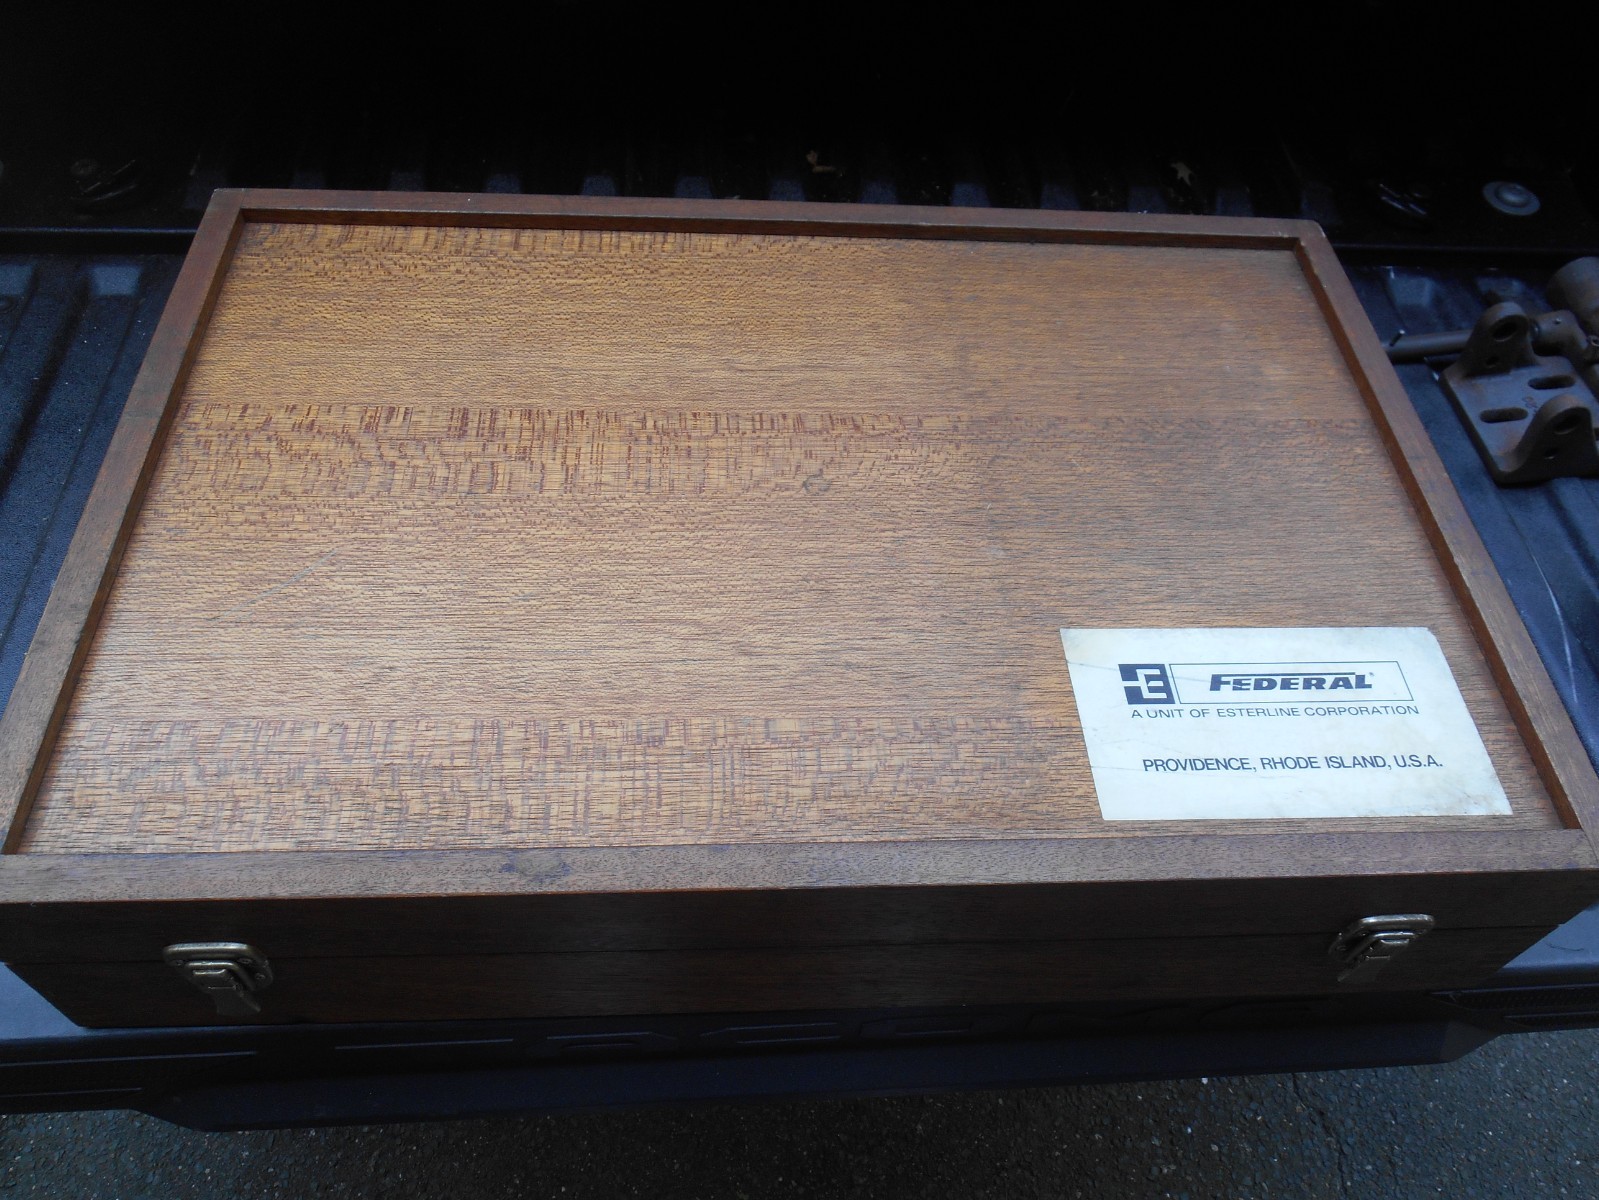 FEDERAL®
A UNIT OF ESTERLINE CORPORATION
PROVIDENCE, RHODE ISLAND, U.S.A.